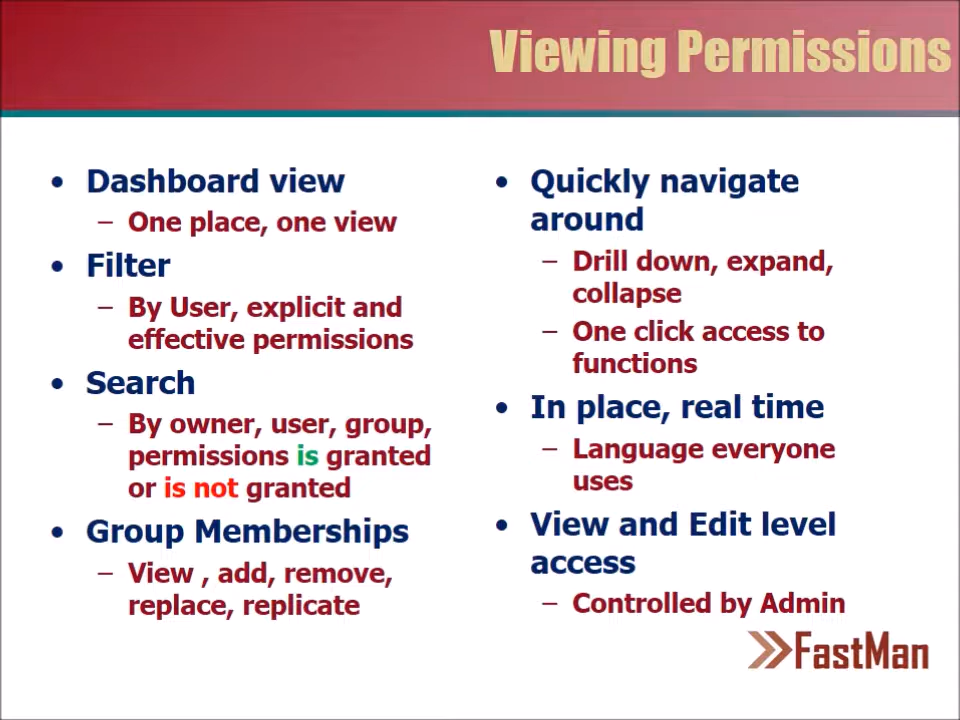 Viewing Permissions
• Dashboard view
– One place, one view
• Filter
– By User, explicit and
effective permissions
• Search
– By owner, user, group,
permissions is granted
or is not granted
• Group Memberships
– View , add, remove,
replace, replicate
• Quickly navigate
around
– Drill down, expand,
collapse
– One click access to
functions
• In place, real time
– Language everyone
uses
• View and Edit level
access
– Controlled by Admin
FastMan